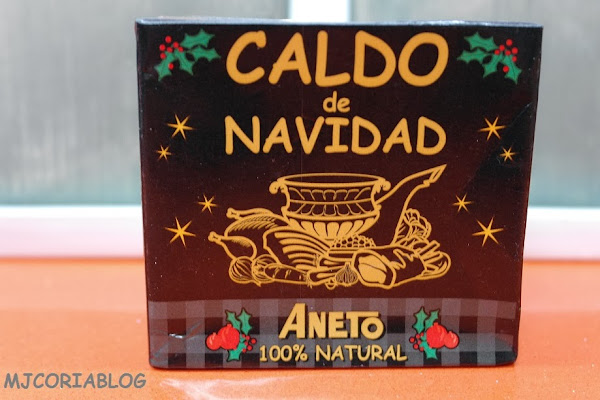 CALDO
de
NAVIDAD
ANETO
100% NATURAL
MJCORIABLOG